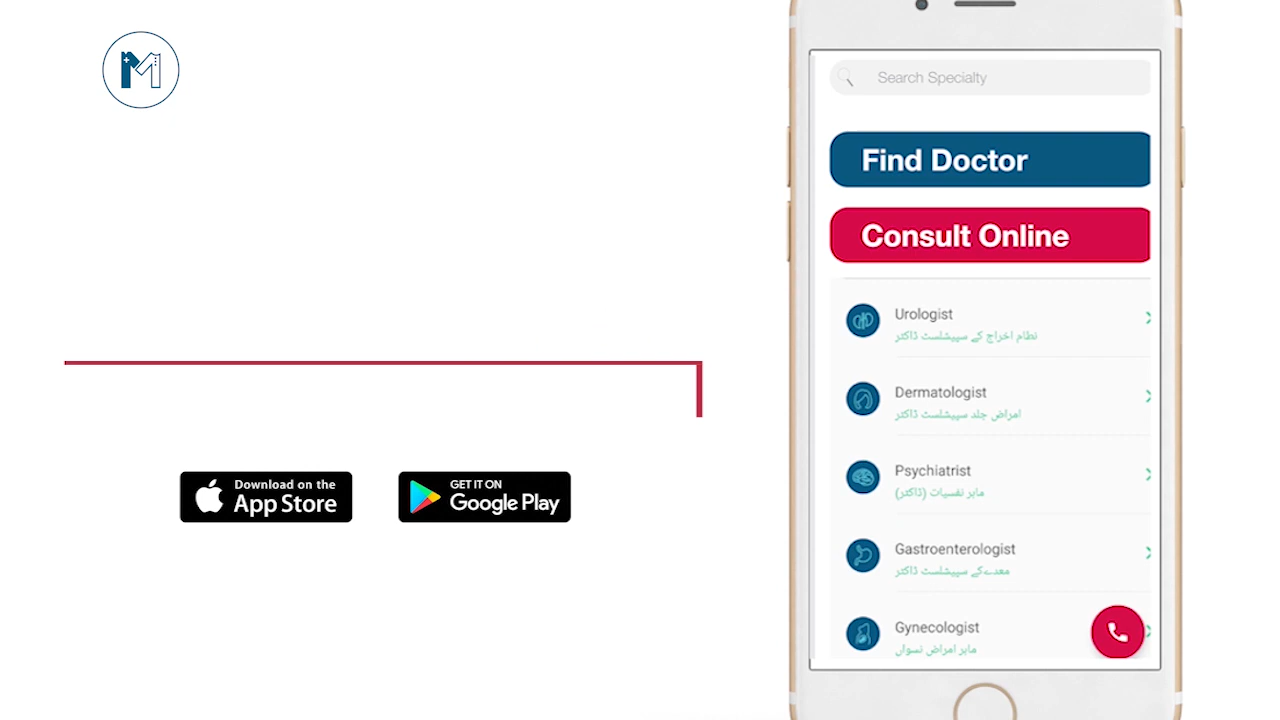 M
Search Specialty
Find Doctor
Consult Online
Urologist
نظام اخراج کے سپیشلسٹ ڈاکٹر
Dermatologist
امراض جلد سپیشلسٹ ڈاکٹر
Psychiatrist
ماہر نفسیات (ڈاکٹر)
Gastroenterologist
معدےکے سپیشلسٹ ڈاکٹر
Gynecologist
ماہر امراض نسواں
Download on the
App Store
GET IT ON
Google Play